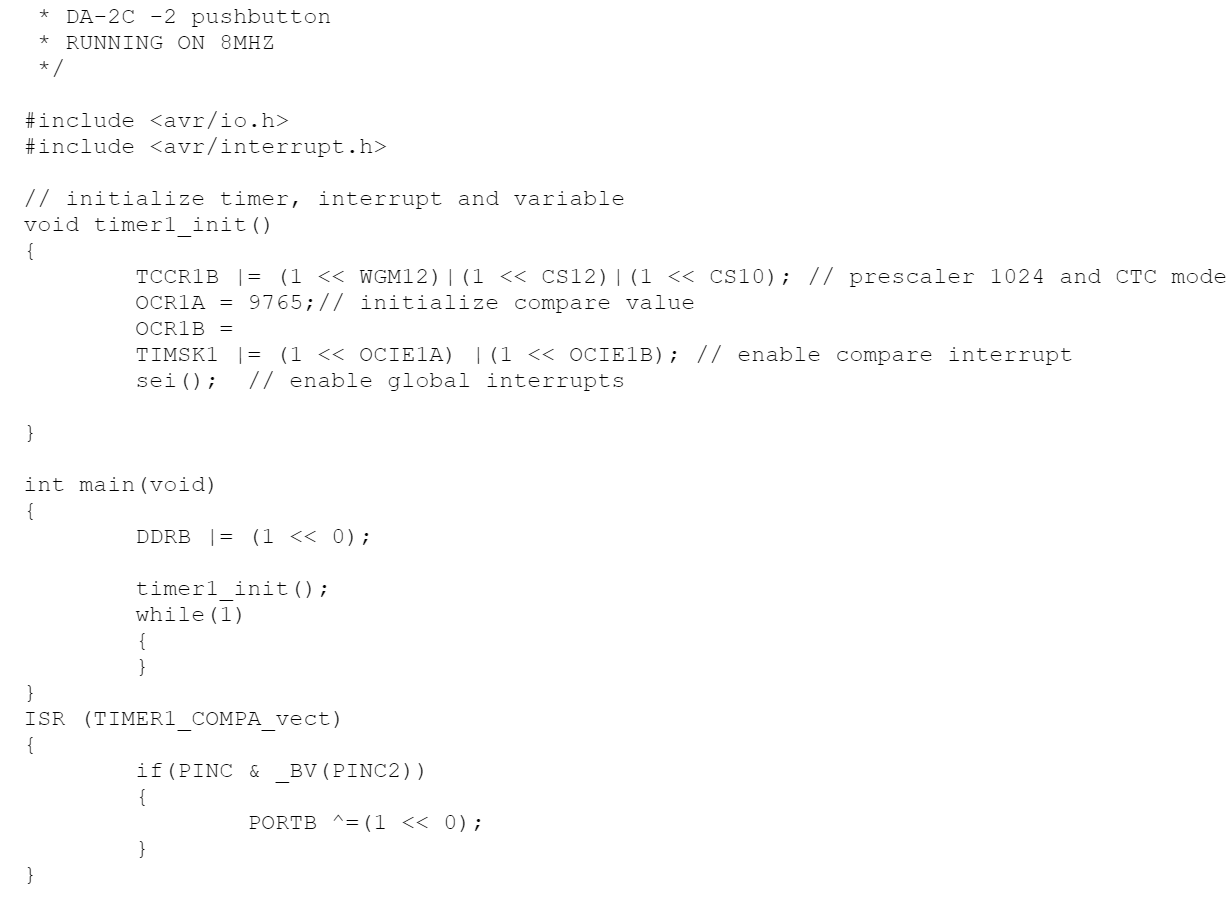 * DA-2C -2 pushbutton
 * RUNNING ON 8MHZ
 */

#include <avr/io.h>
#include <avr/interrupt.h>

// initialize timer, interrupt and variable
void timer1_init()
{
        TCCR1B |= (1 << WGM12)|(1 << CS12)|(1 << CS10); // prescaler 1024 and CTC mode
        OCR1A = 9765;// initialize compare value
        OCR1B =
        TIMSK1 |= (1 << OCIE1A) |(1 << OCIE1B); // enable compare interrupt
        sei();  // enable global interrupts

}

int main(void)
{
        DDRB |= (1 << 0);

        timer1_init();
        while(1)
        {
        }
}
ISR (TIMER1_COMPA_vect)
{
        if(PINC & _BV(PINC2))
        {
                PORTB ^=(1 << 0);
        }
}